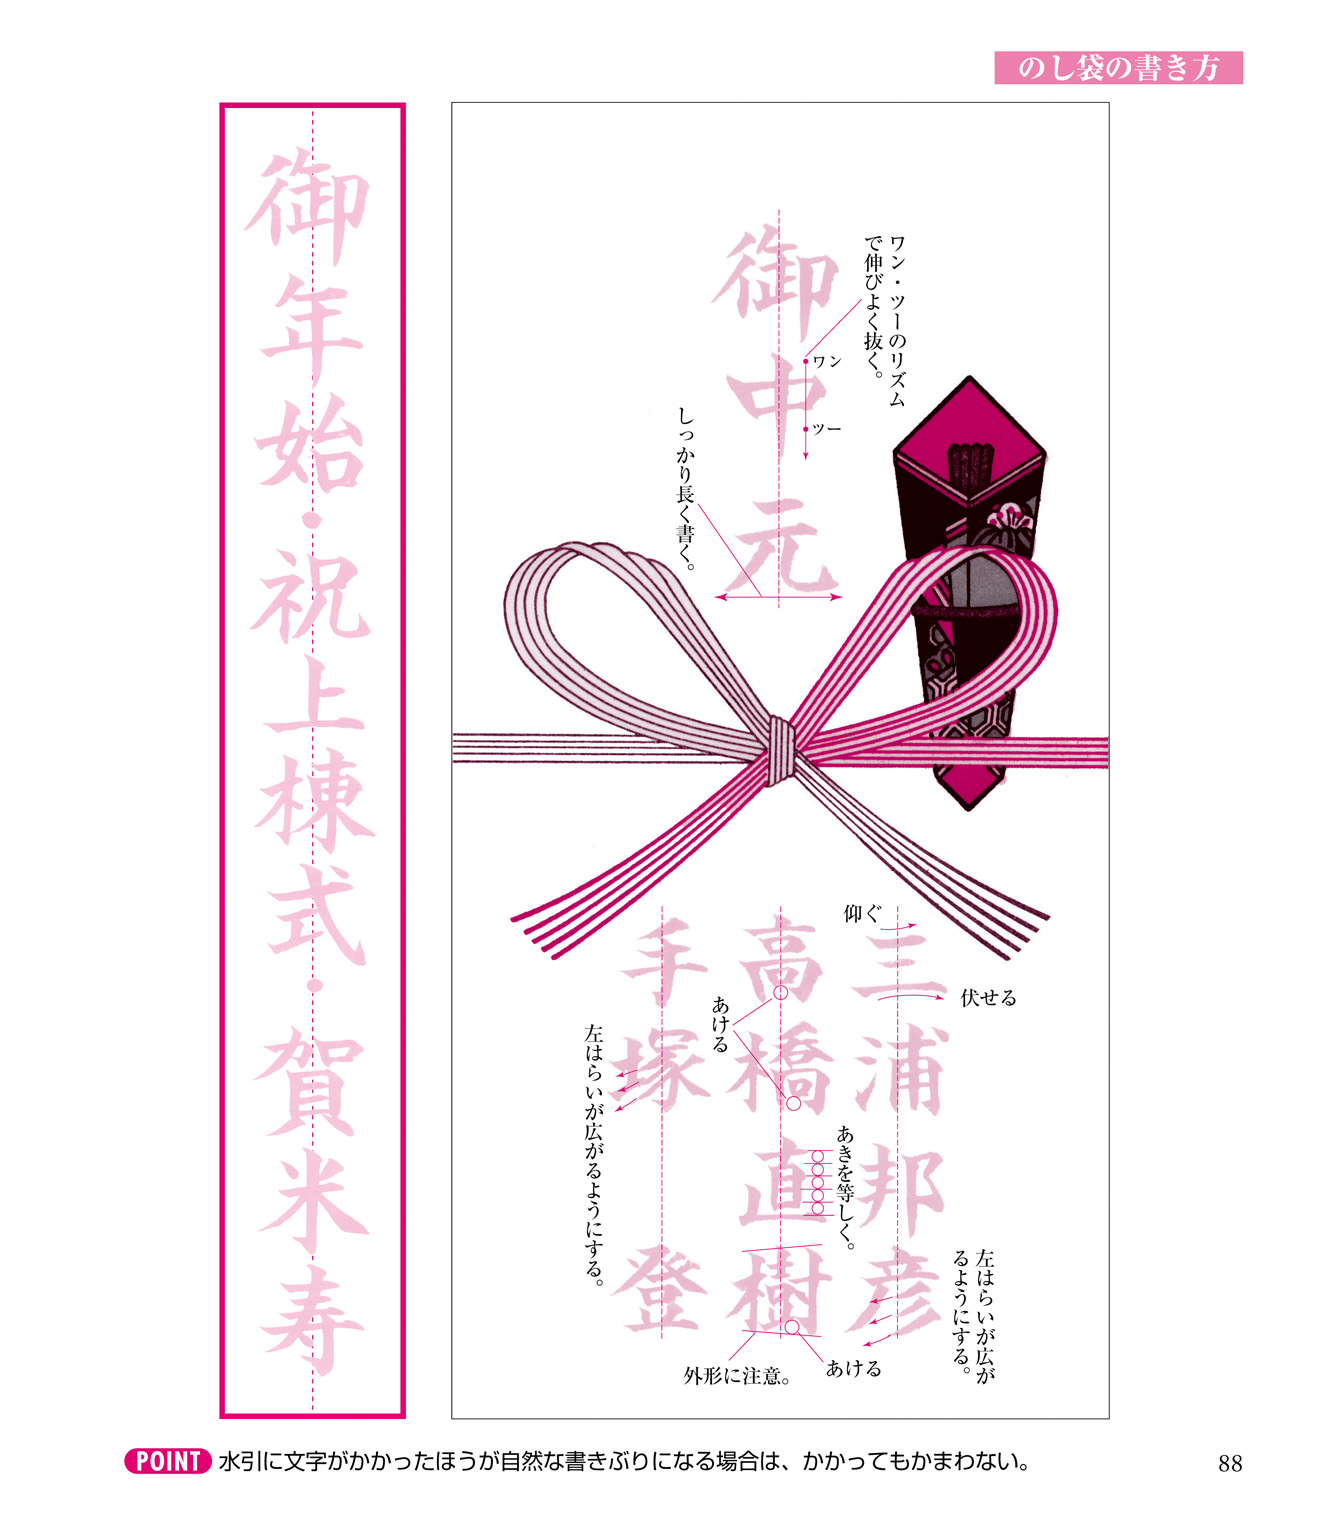 のし袋の書き方
ワン・ツーのリズム
で伸びよく抜く。
御中元
ワン
ツー
しっかり長く書く。
仰ぐ
伏せる
三浦邦彦
左はらいが広が
るようにする。
高橋直樹
あける
あきを等しく。
あける
外形に注意。
手塚登
左はらいが広がるようにする。
御年始・祝上棟式・賀米寿
POINT 水引に文字がかかったほうが自然な書きぶりになる場合は、かかってもかまわない。
88